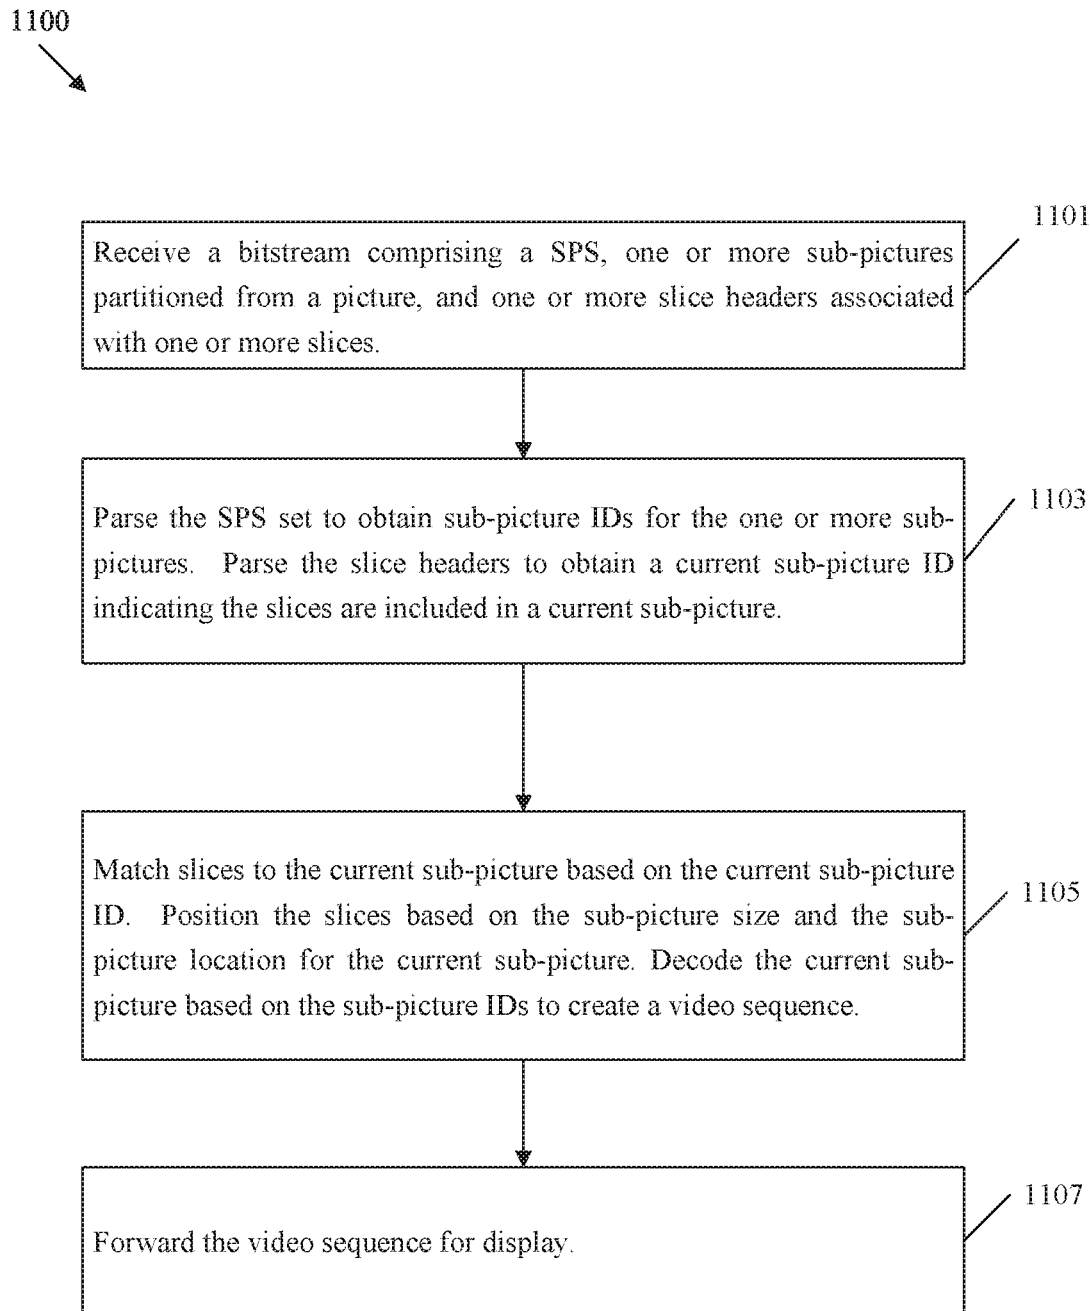 1100
1101
Receive a bitstream comprising a SPS, one or more sub-pictures
partitioned from a picture, and one or more slice headers associated
with one or more slices.
1103
Parse the SPS set to obtain sub-picture IDs for the one or more sub-
pictures. Parse the slice headers to obtain a current sub-picture ID
indicating the slices are included in a current sub-picture.
Match slices to the current sub-picture based on the current sub-picture
1105
ID. Position the slices based on the sub-picture size and the sub-
picture location for the current sub-picture. Decode the current sub-
picture based on the sub-picture IDs to create a video sequence.
1107
Forward the video sequence for display.